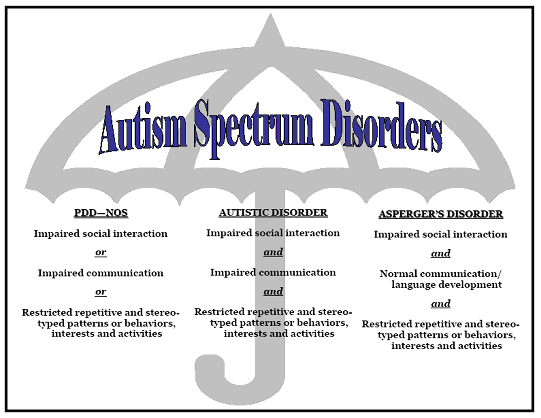 Autism Spectrum Disorders
PDD—NOS
Impaired social interaction
or
Impaired communication
or
Restricted repetitive and stereo-
typed patterns or behaviors,
interests and activities
AUTISTIC DISORDER
Impaired social interaction
and
Impaired communication
and
Restricted repetitive and stereo-
typed patterns or behaviors,
interests and activities
ASPERGER'S DISORDER
Impaired social interaction
and
Normal communication/
language development
and
Restricted repetitive and stereo-
typed patterns or behaviors,
interests and activities